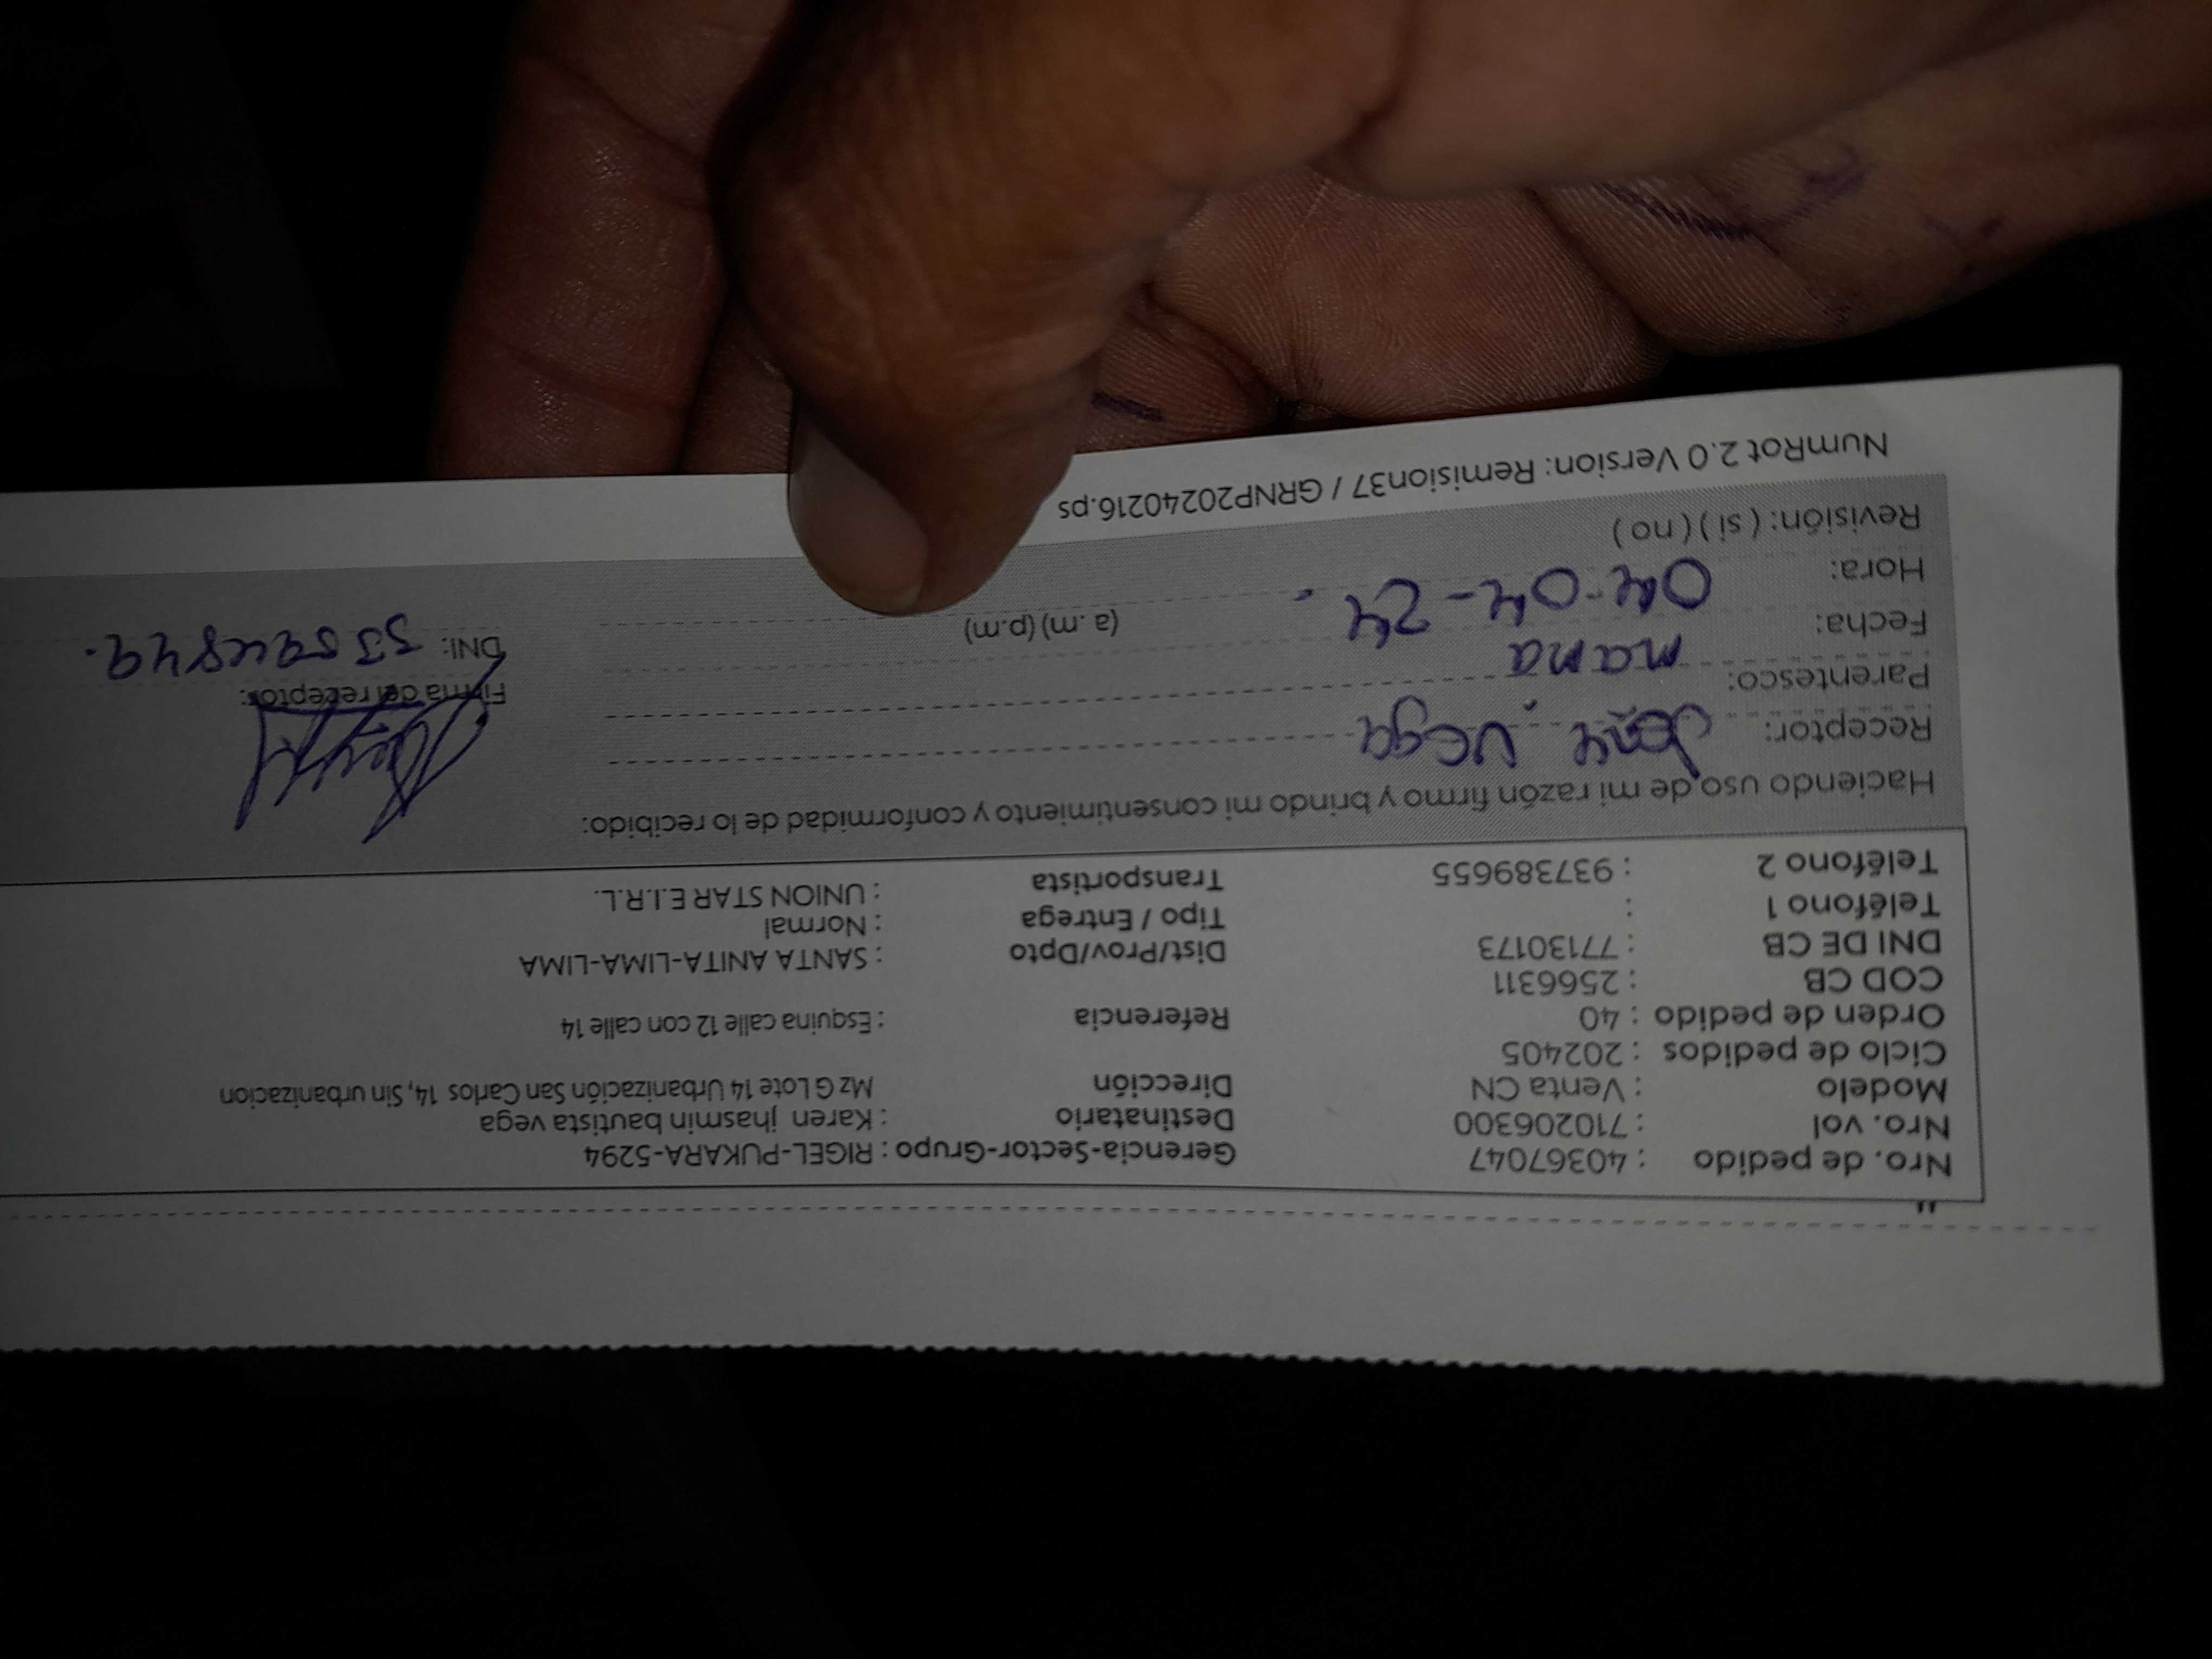 Nro. de pedido : 40367047 Gerencia-Sector-Grupo : RIGEL-PUKARA-5294
Nro. vol : 710206300 Destinatario : Karen jhasmin bautista vega
Modelo : Venta CN Dirección Mz G Lote 14 Urbanización San Carlos 14, Sin urbanizacion
Ciclo de pedidos : 202405
Orden de pedido : 40 Referencia : Esquina calle 12 con calle 14
COD CB : 2566311
DNI DE CB : 77130173 Dist/Prov/Dpto : SANTA ANITA-LIMA-LIMA
Teléfono 1 : Tipo / Entrega : Normal
Teléfono 2 : 937389655 Transportista : UNION STAR E.I.R.L.
Haciendo uso de mi razón firmo y brindo mi consentimiento y conformidad de lo recibido:
Receptor: Vega
Parentesco: mama Firma del receptor:
Fecha: 04-04-24. DNI:
Hora: (a .m) (p.m)
Revisión: ( si ) ( no )
NumRot 2.0 Version: Remision37 / GRNP20240216.ps